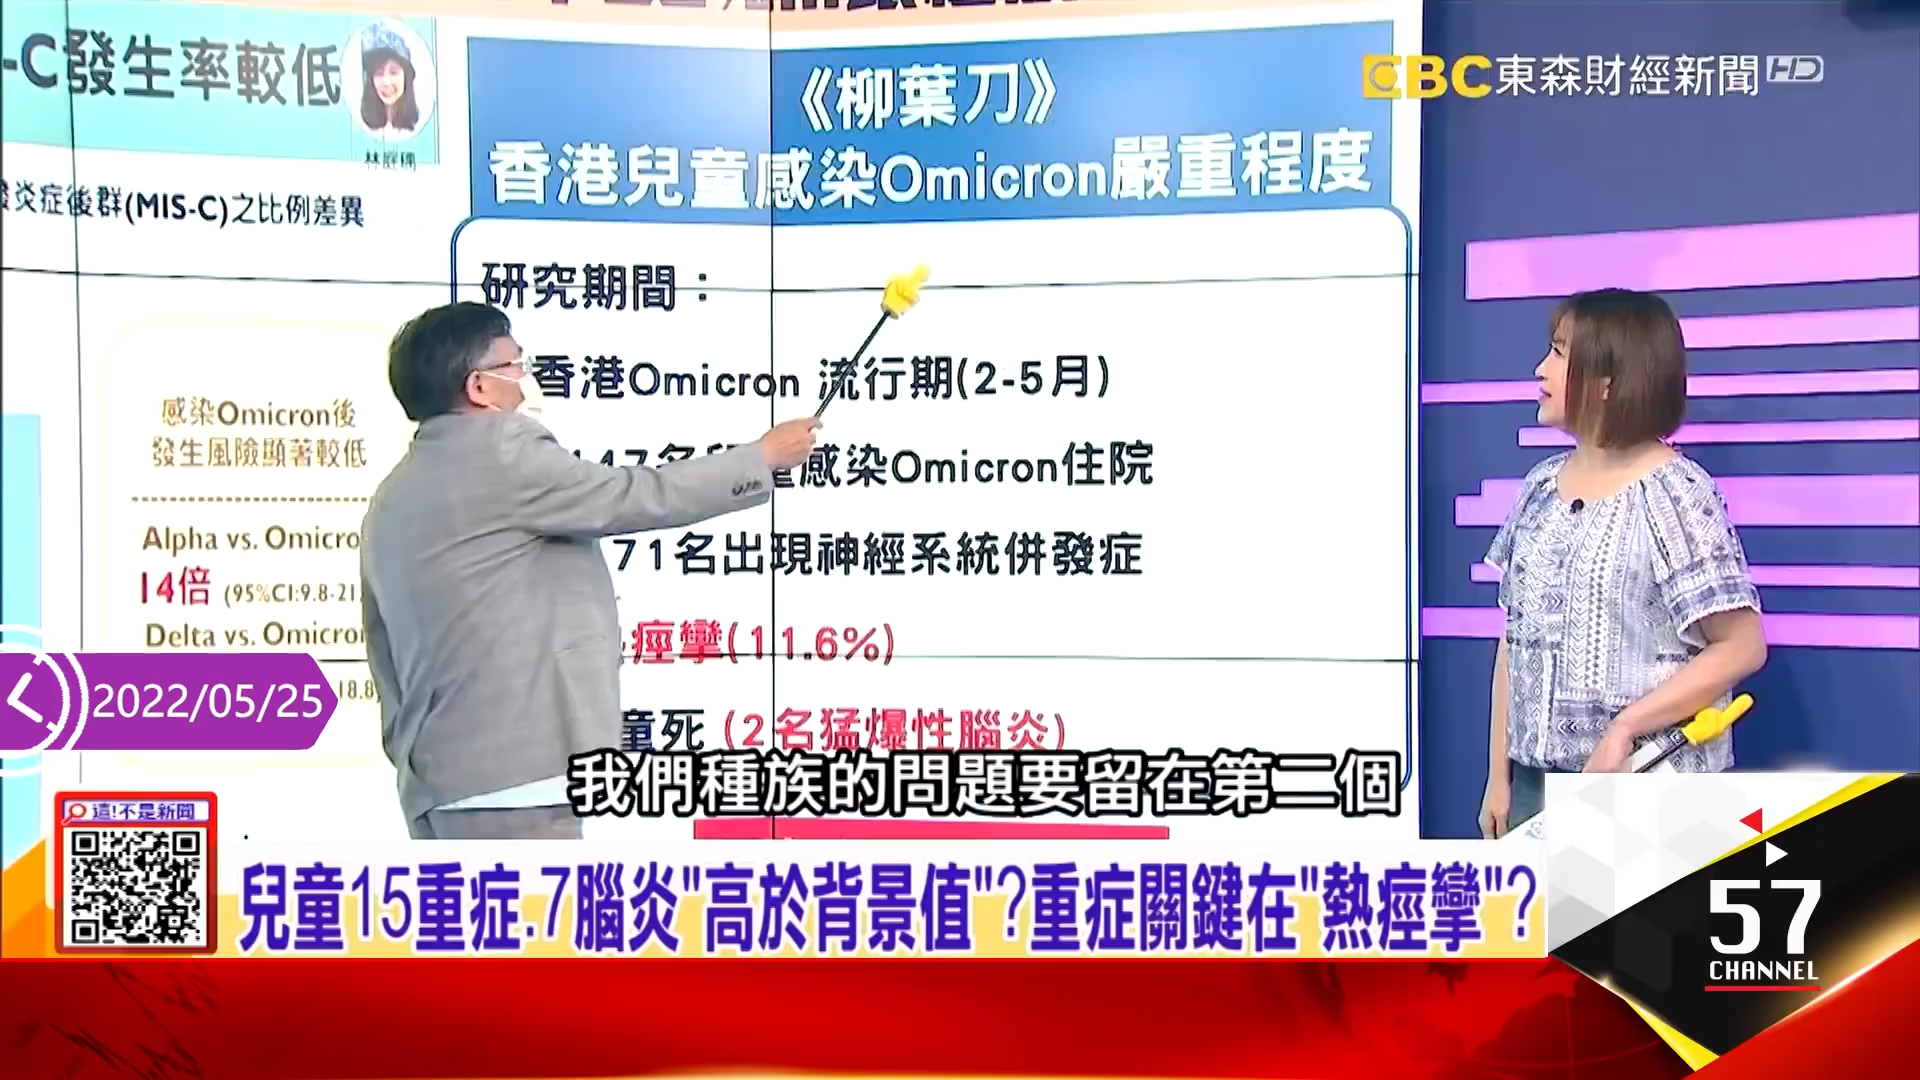 -C發生率較低
炎症後群(MIS-C)之比例差異
感染Omicron後
發生風險顯著較低
Alpha vs. Omicro
14倍 (95%CI:9.8-21.
Delta vs. Omicron
18.8)
《柳葉刀》
香港兒童感染Omicron嚴重程度
研究期間：
香港Omicron 流行期(2-5月)
147名兒童感染Omicron住院
71名出現神經系統併發症
痙攣(11.6%)
童死 (2名猛爆性腦炎)
EBC東森財經新聞HD
2022/05/25
我們種族的問題要留在第二個
這!不是新聞
兒童15重症.7腦炎"高於背景值"?重症關鍵在"熱痙攣"?
57
CHANNEL